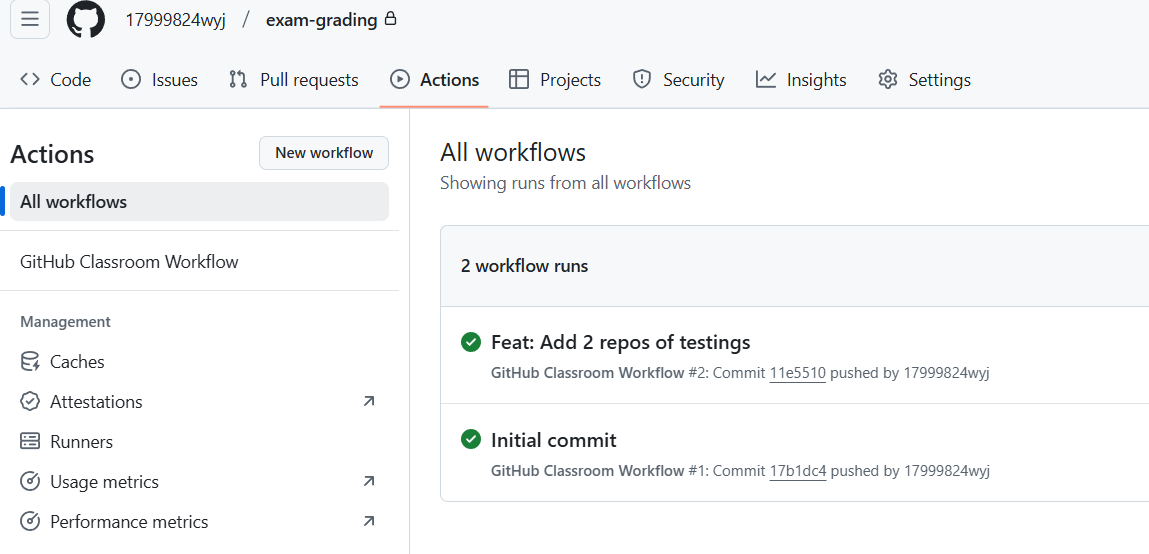 17999824wyj / exam-grading
Code Issues Pull requests Actions Projects Security Insights Settings
Actions
New workflow
All workflows
GitHub Classroom Workflow
Management
Caches
Attestations
Runners
Usage metrics
Performance metrics
All workflows
Showing runs from all workflows
2 workflow runs
Feat: Add 2 repos of testings
GitHub Classroom Workflow #2: Commit 11e5510 pushed by 17999824wyj
Initial commit
GitHub Classroom Workflow #1: Commit 17b1dc4 pushed by 17999824wyj